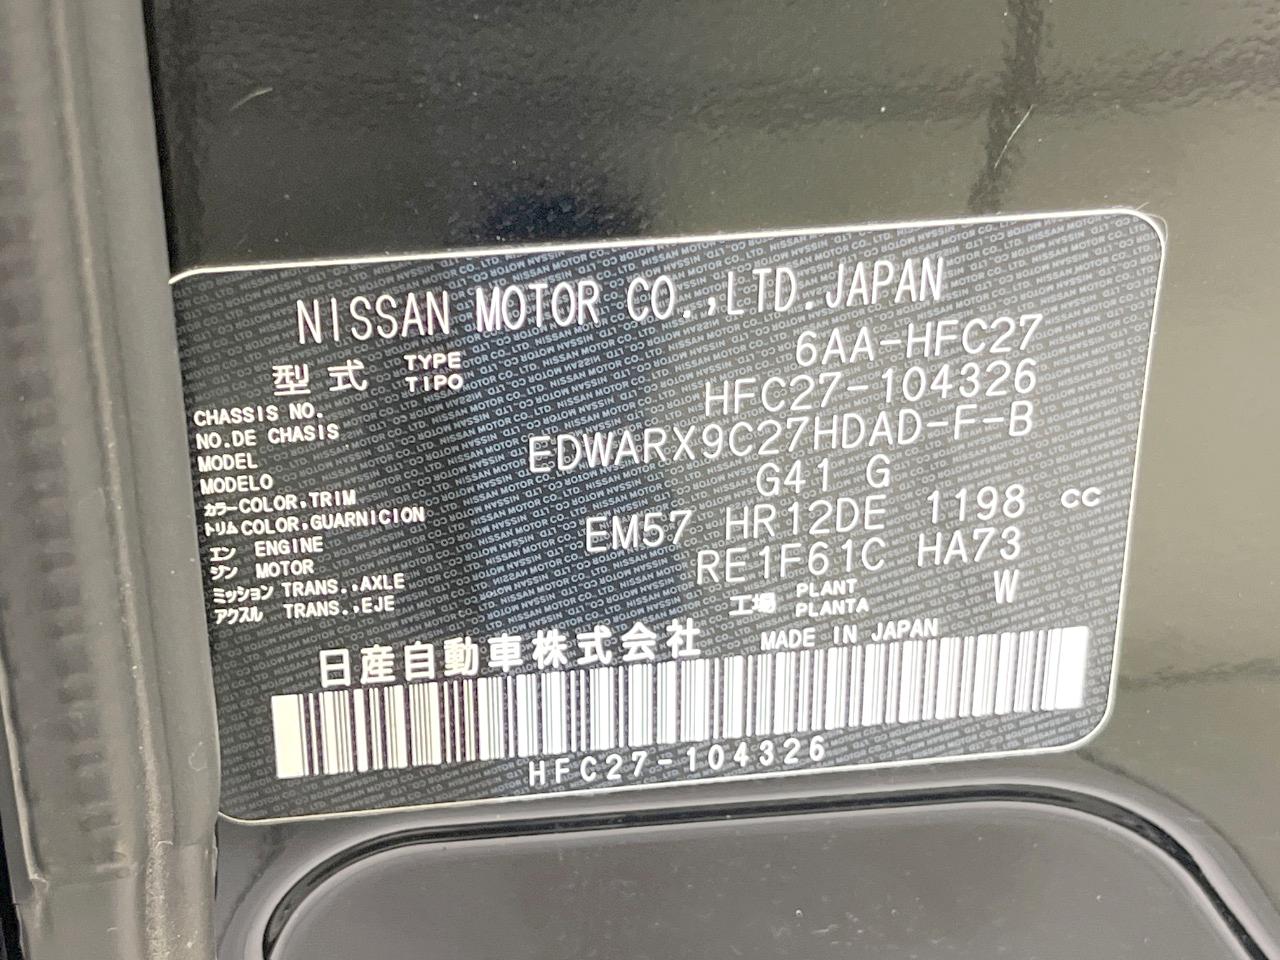 NISSAN MOTOR CO.,LTD.JAPAN
型式 TYPE TIPO 6AA-HFC27
CHASSIS NO. HFC27-104326
NO.DE CHASIS
MODEL EDWARX9C27HDAD-F-B
MODELO
カラー COLOR,TRIM G41 G
トリム COLOR,GUARNICION
エン ENGINE EM57 HR12DE 1198 cc
ジン MOTOR
ミッション TRANS.,AXLE RE1F61C HA73
アクスル TRANS.,EJE
工場 PLANT PLANTA W
日産自動車株式会社 MADE IN JAPAN
HFC27-104326